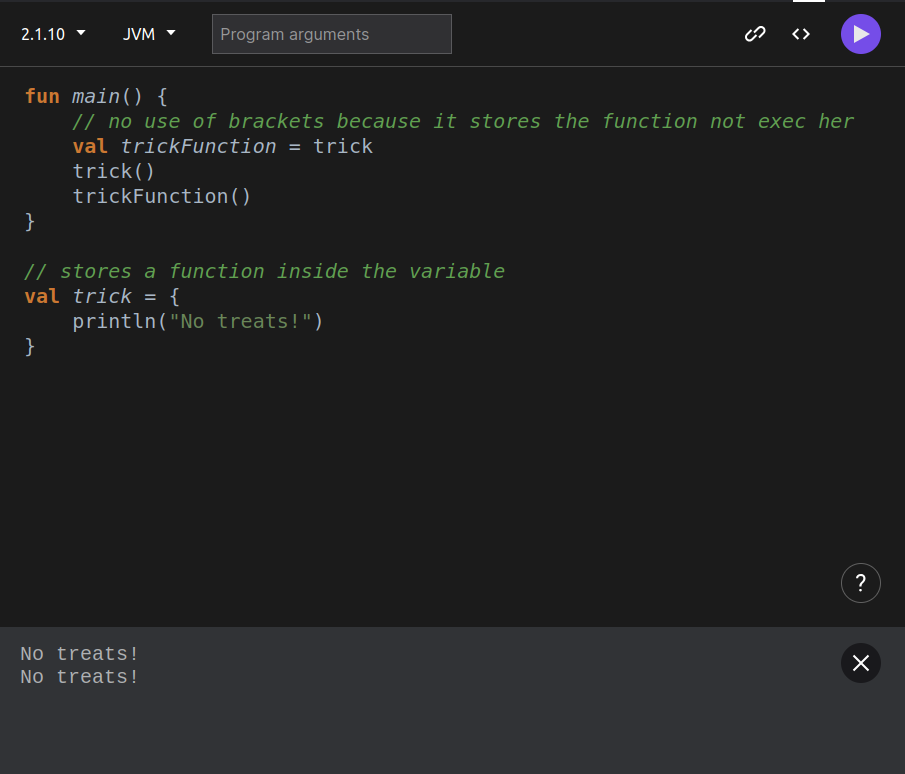 2.1.10 JVM Program arguments
fun main() {
    // no use of brackets because it stores the function not exec her
    val trickFunction = trick
    trick()
    trickFunction()
}
// stores a function inside the variable
val trick = {
    println("No treats!")
}
?
No treats!
No treats!